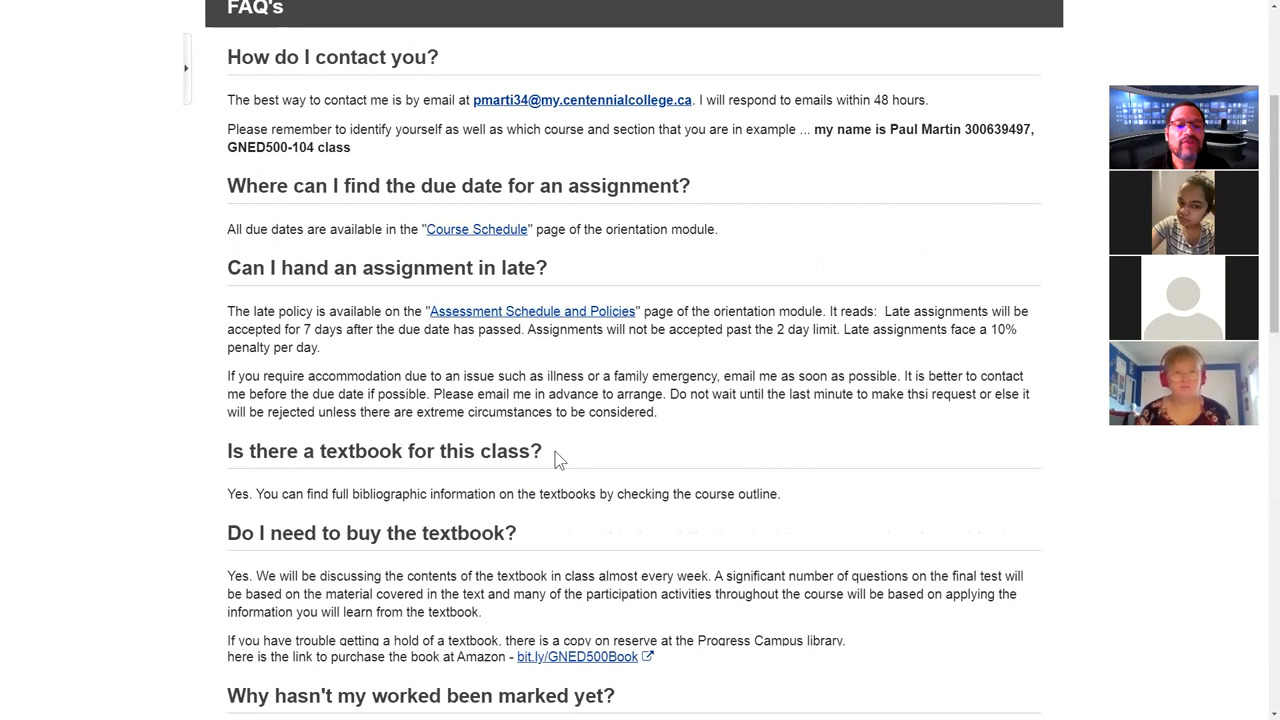 FAQ's
How do I contact you?
The best way to contact me is by email at pmarti34@my.centennialcollege.ca. I will respond to emails within 48 hours.
Please remember to identify yourself as well as which course and section that you are in example ... my name is Paul Martin 300639497,
GNED500-104 class
Where can I find the due date for an assignment?
All due dates are available in the "Course Schedule" page of the orientation module.
Can I hand an assignment in late?
The late policy is available on the "Assessment Schedule and Policies" page of the orientation module. It reads:  Late assignments will be
accepted for 7 days after the due date has passed. Assignments will not be accepted past the 2 day limit. Late assignments face a 10%
penalty per day.
If you require accommodation due to an issue such as illness or a family emergency, email me as soon as possible. It is better to contact
me before the due date if possible. Please email me in advance to arrange. Do not wait until the last minute to make thsi request or else it
will be rejected unless there are extreme circumstances to be considered.
Is there a textbook for this class?
Yes. You can find full bibliographic information on the textbooks by checking the course outline.
Do I need to buy the textbook?
Yes. We will be discussing the contents of the textbook in class almost every week. A significant number of questions on the final test will
be based on the material covered in the text and many of the participation activities throughout the course will be based on applying the
information you will learn from the textbook.
If you have trouble getting a hold of a textbook, there is a copy on reserve at the Progress Campus library.
here is the link to purchase the book at Amazon - bit.ly/GNED500Book
Why hasn't my worked been marked yet?